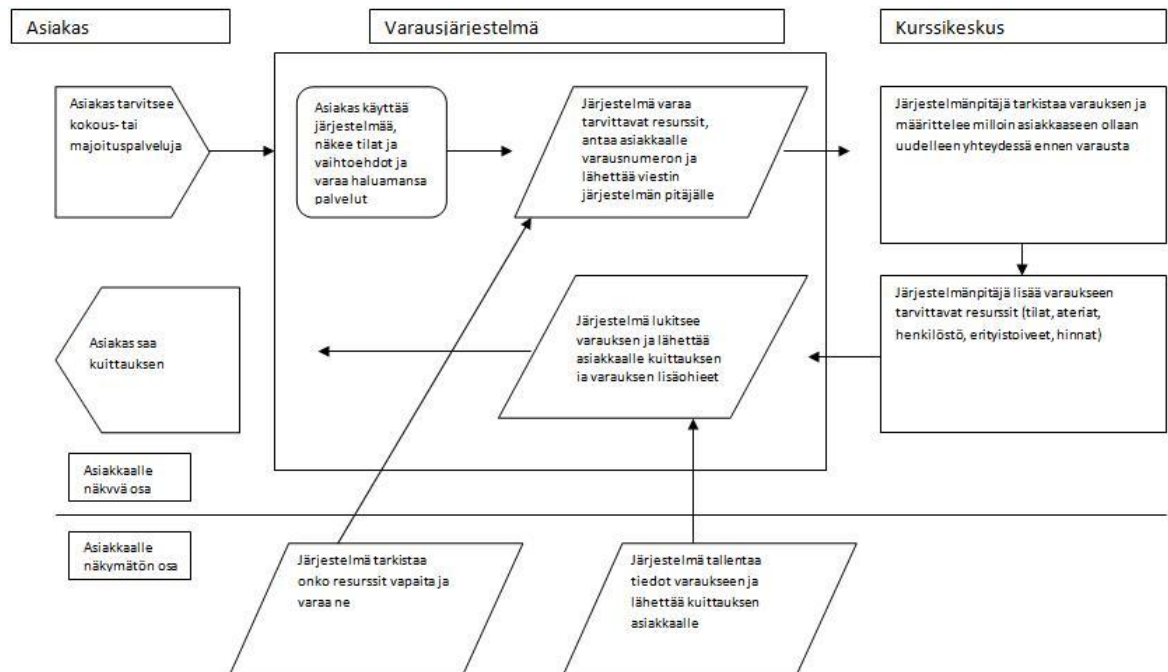 Asiakas
Varausjärjestelmä
Kurssikeskus
Asiakas tarvitsee
kokous- tai
majoituspalveluja
Asiakas käyttää
järjestelmää,
näkee tilat ja
vaihtoehdot ja
varaa haluamansa
palvelut
Järjestelmä varaa
tarvittavat resurssit,
antaa asiakkaalle
varausnumeron ja
lähettää viestin
järjestelmän pitäjälle
Järjestelmänpitäjä tarkistaa varauksen ja
määrittelee milloin asiakkaaseen ollaan
uudelleen yhteydessä ennen varausta
Asiakas saa
kuittauksen
Järjestelmä lukitsee
varauksen ja lähettää
asiakkaalle kuittauksen
ja varauksen lisäohjeet
Järjestelmänpitäjä lisää varaukseen
tarvittavat resurssit (tilat, ateriat,
henkilöstö, erityistoiveet, hinnat)
Asiakkaalle
näkyvä osa
Asiakkaalle
näkymätön osa
Järjestelmä tarkistaa
onko resurssit vapaita ja
varaa ne
Järjestelmä tallentaa
tiedot varaukseen ja
lähettää kuittauksen
asiakkaalle